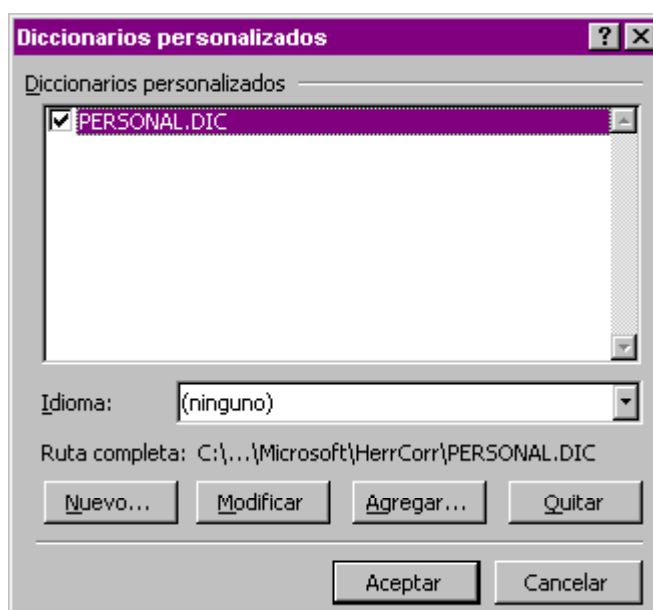 Diccionarios personalizados
Diccionarios personalizados
PERSONAL.DIC
Idioma: (ninguno)
Ruta completa: C:\...\Microsoft\HerrCorr\PERSONAL.DIC
Nuevo... Modificar Agregar... Quitar
Aceptar Cancelar